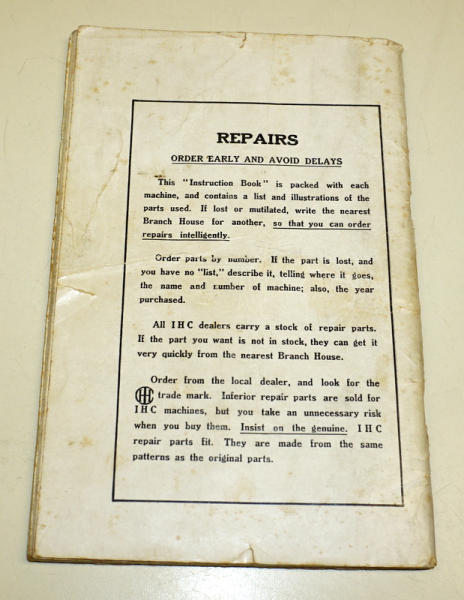 REPAIRS
ORDER EARLY AND AVOID DELAYS
This "Instruction Book" is packed with each
machine, and contains a list and illustrations of the
parts used. If lost or mutilated, write the nearest
Branch House for another, so that you can order
repairs intelligently.
Order parts by number. If the part is lost, and
you have no "list," describe it, telling where it goes,
the name and number of machine; also, the year
purchased.
All IHC dealers carry a stock of repair parts.
If the part you want is not in stock, they can get it
very quickly from the nearest Branch House.
Order from the local dealer, and look for the
IHC trade mark. Inferior repair parts are sold for
IHC machines, but you take an unnecessary risk
when you buy them. Insist on the genuine. IHC
repair parts fit. They are made from the same
patterns as the original parts.